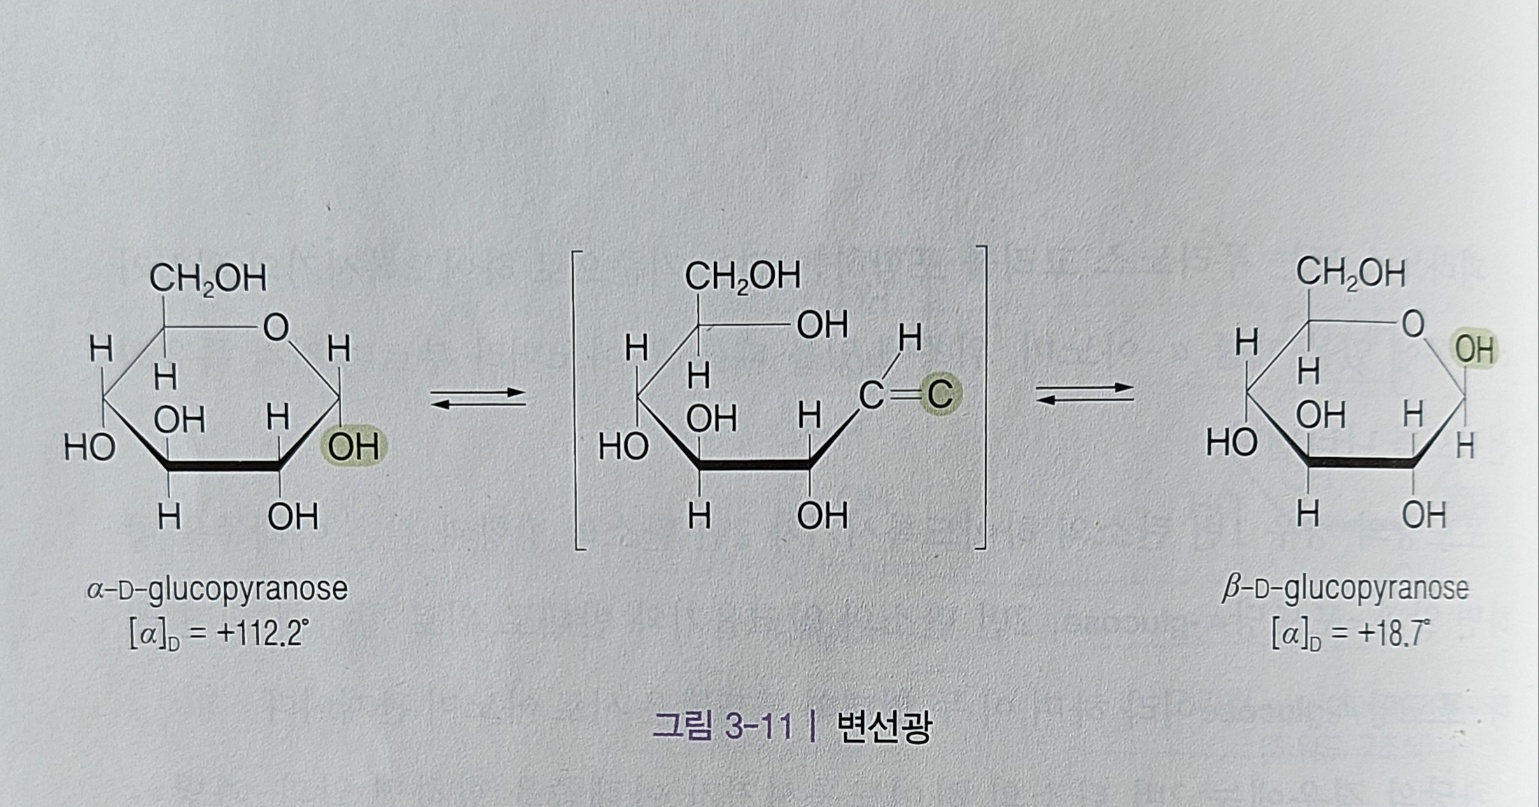 CH₂OH
O
H
H
H
OH
H
HO
OH
H
OH
α-D-glucopyranose
[α]D = +112.2°
CH₂OH
OH
H
H
H
C=C
OH
H
HO
H
OH
CH₂OH
O
OH
H
H
OH
H
HO
H
H
OH
β-D-glucopyranose
[α]D = +18.7°
그림 3-11 | 변선광